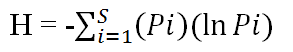 H = -∑_{i=1}^{S}(Pi)(ln Pi)